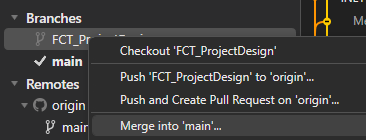 Branches
FCT_ProjectDesign
main
Remotes
origin
main
Checkout 'FCT_ProjectDesign'
Push 'FCT_ProjectDesign' to 'origin'...
Push and Create Pull Request on 'origin'...
Merge into 'main'...